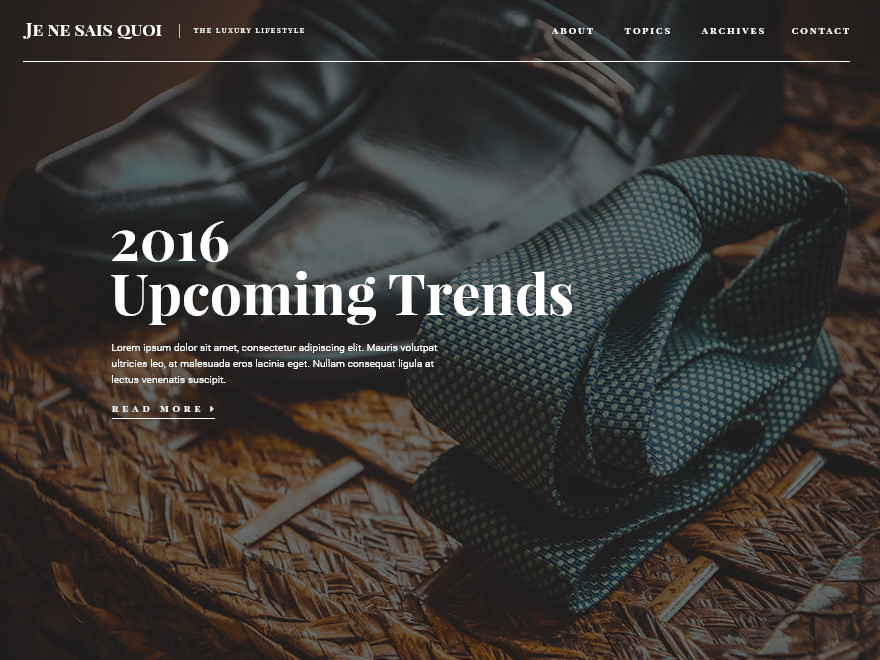 JE NE SAIS QUOI
THE LUXURY LIFESTYLE
ABOUT TOPICS ARCHIVES CONTACT
2016
Upcoming Trends
Lorem ipsum dolor sit amet, consectetur adipiscing elit. Mauris volutpat
ultricies leo, at malesuada eros lacinia eget. Nullam consequat ligula at
lectus venenatis suscipit.
READ MORE